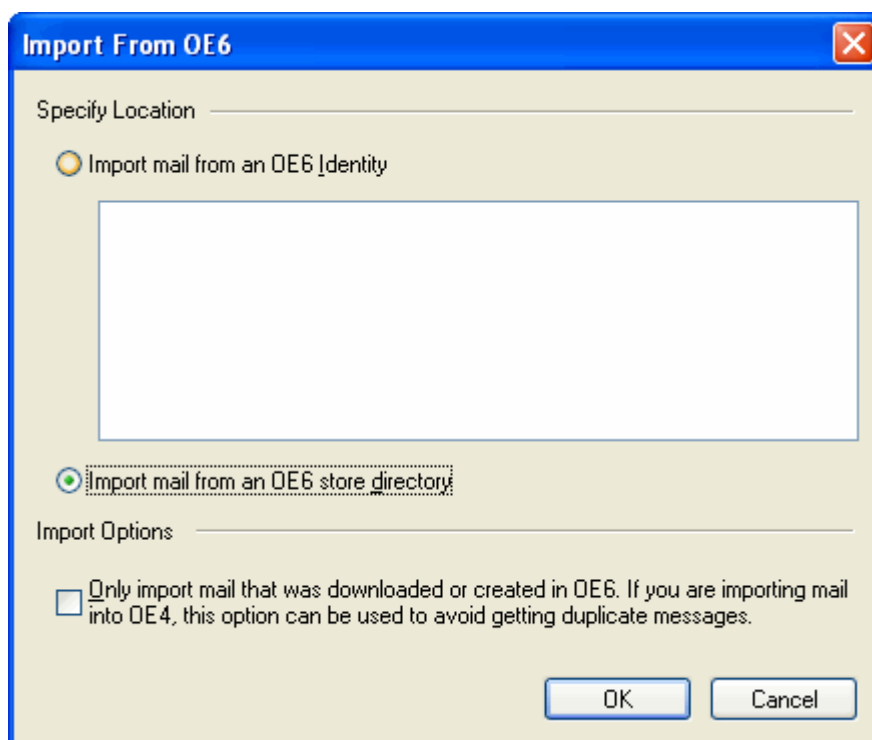 Import From OE6
Specify Location
Import mail from an OE6 Identity
Import mail from an OE6 store directory
Import Options
Only import mail that was downloaded or created in OE6. If you are importing mail
into OE4, this option can be used to avoid getting duplicate messages.
OK
Cancel